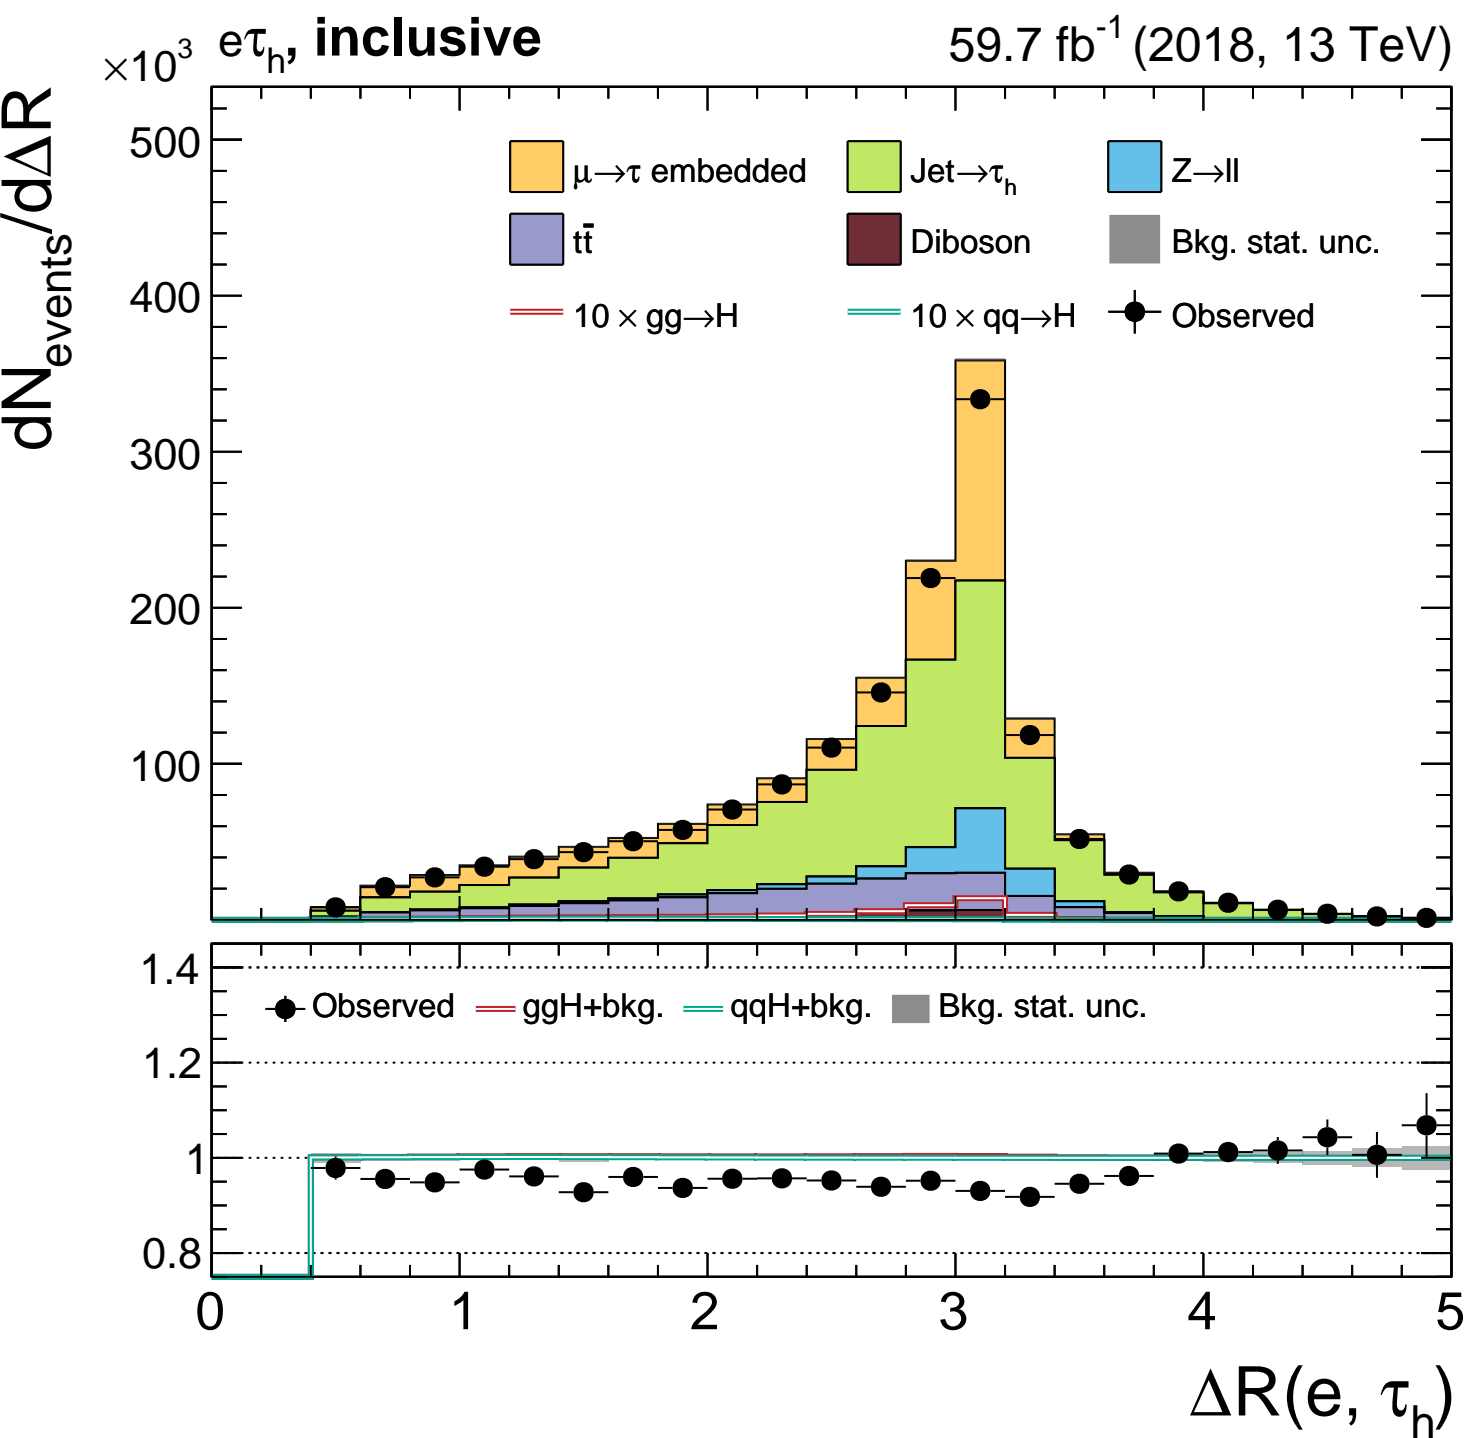 ×10³ eτₕ, inclusive 59.7 fb⁻¹ (2018, 13 TeV)
dN_events/dΔR
500
400
300
200
100
μ→τ embedded Jet→τₕ Z→ll
tt̄ Diboson Bkg. stat. unc.
10 × gg→H 10 × qq→H Observed
1.4
1.2
1
0.8
Observed ggH+bkg. qqH+bkg. Bkg. stat. unc.
0 1 2 3 4 5
ΔR(e, τₕ)